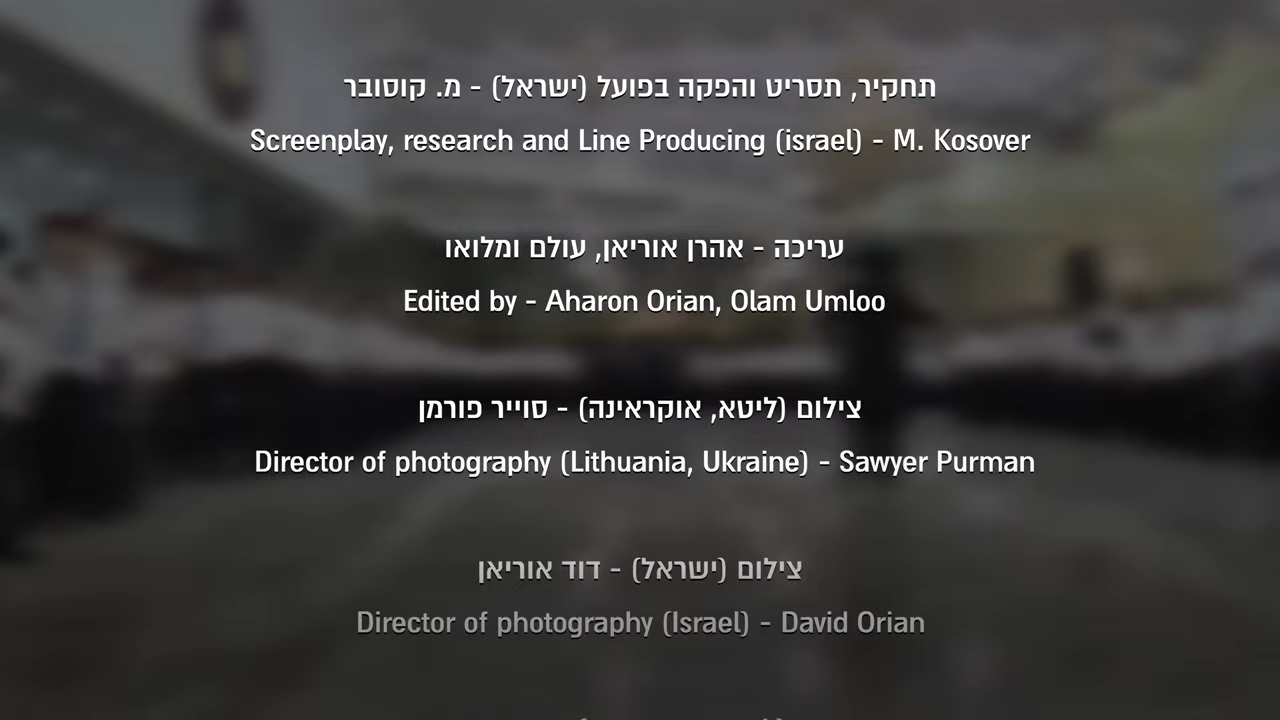 תחקיר, תסריט והפקה בפועל (ישראל) - מ. קוסובר
Screenplay, research and Line Producing (israel) - M. Kosover
עריכה - אהרן אוריאן, עולם ומלואו
Edited by - Aharon Orian, Olam Umloo
צילום (ליטא, אוקראינה) - סוייר פורמן
Director of photography (Lithuania, Ukraine) - Sawyer Purman
צילום (ישראל) - דוד אוריאן
Director of photography (Israel) - David Orian